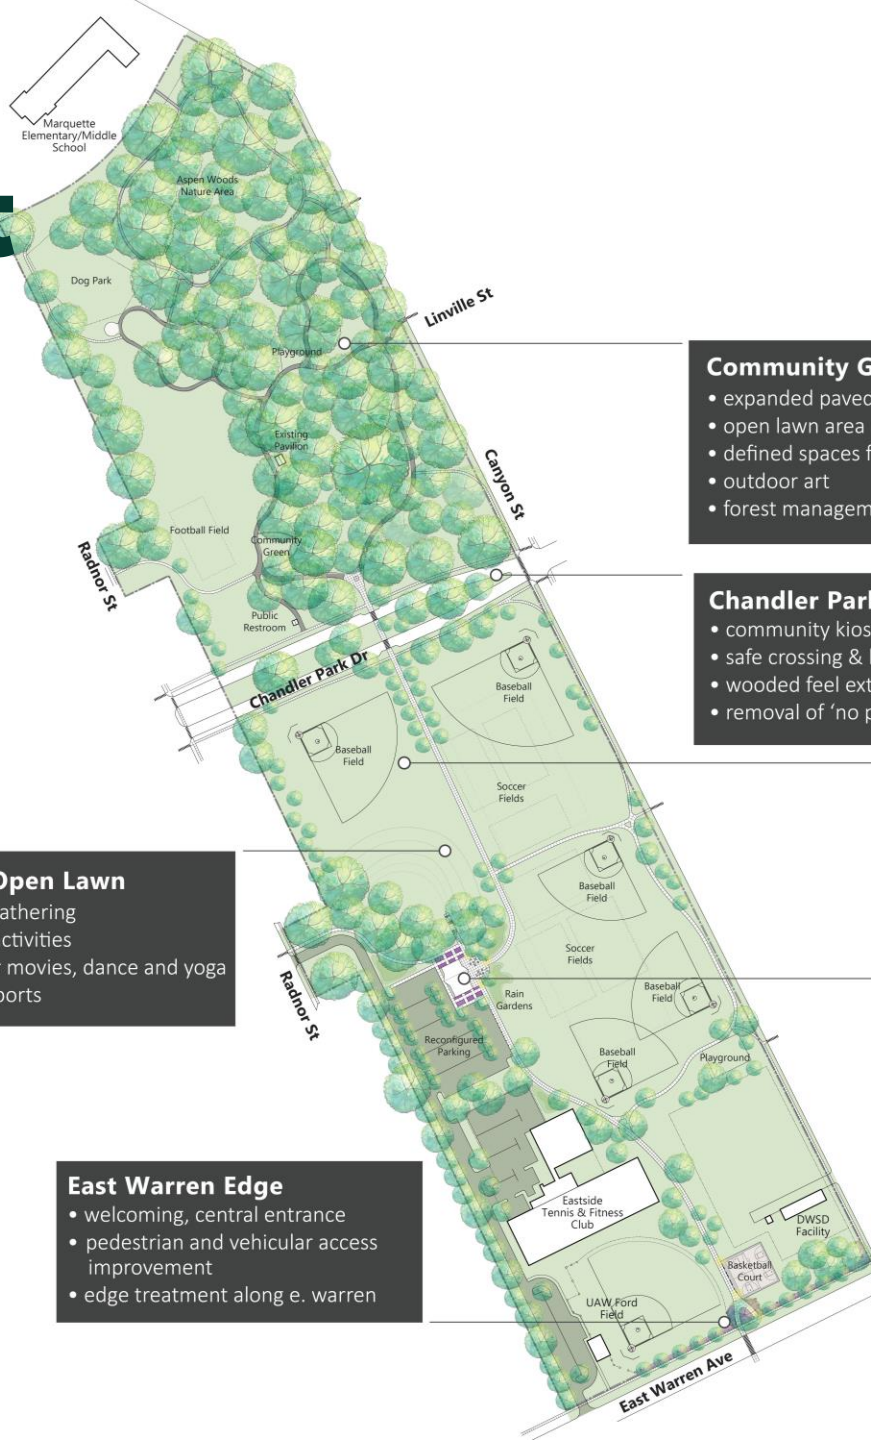 Marquette
Elementary/Middle
School
Aspen Woods
Nature Area
Dog Park
Linville St
Playground
Community G
• expanded paved
• open lawn area
• defined spaces f
• outdoor art
• forest managem
Existing
Pavilion
Canyon St
Football Field
Community
Green
Radnor St
Public
Restroom
Chandler Park
• community kios
• safe crossing &
• wooded feel ext
• removal of ‘no p
Chandler Park Dr
Baseball
Field
Baseball
Field
Soccer
Fields
Open Lawn
athering
ctivities
r movies, dance and yoga
ports
Baseball
Field
Soccer
Fields
Radnor St
Rain
Gardens
Baseball
Field
Reconfigured
Parking
Baseball
Field
Playground
East Warren Edge
• welcoming, central entrance
• pedestrian and vehicular access
improvement
• edge treatment along e. warren
Eastside
Tennis & Fitness
Club
DWSD
Facility
Basketball
Court
UAW Ford
Field
East Warren Ave